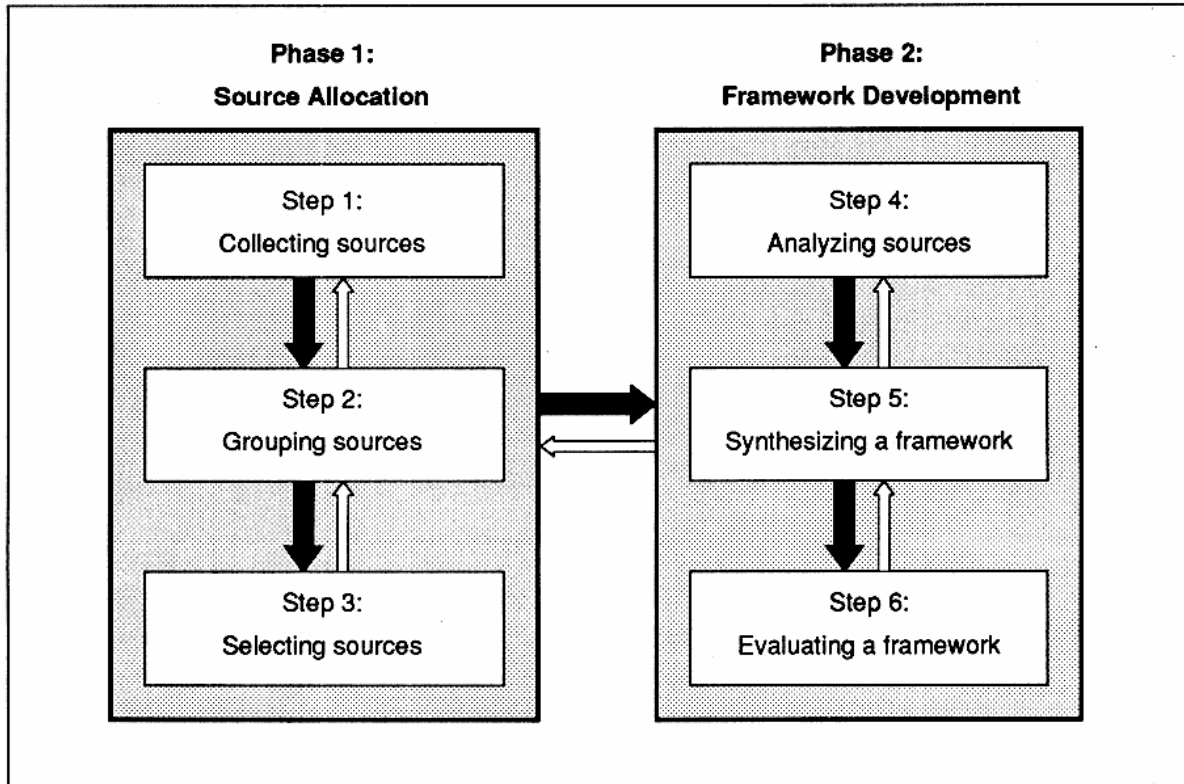 Phase 1:
Source Allocation
Step 1:
Collecting sources
Step 2:
Grouping sources
Step 3:
Selecting sources
Phase 2:
Framework Development
Step 4:
Analyzing sources
Step 5:
Synthesizing a framework
Step 6:
Evaluating a framework